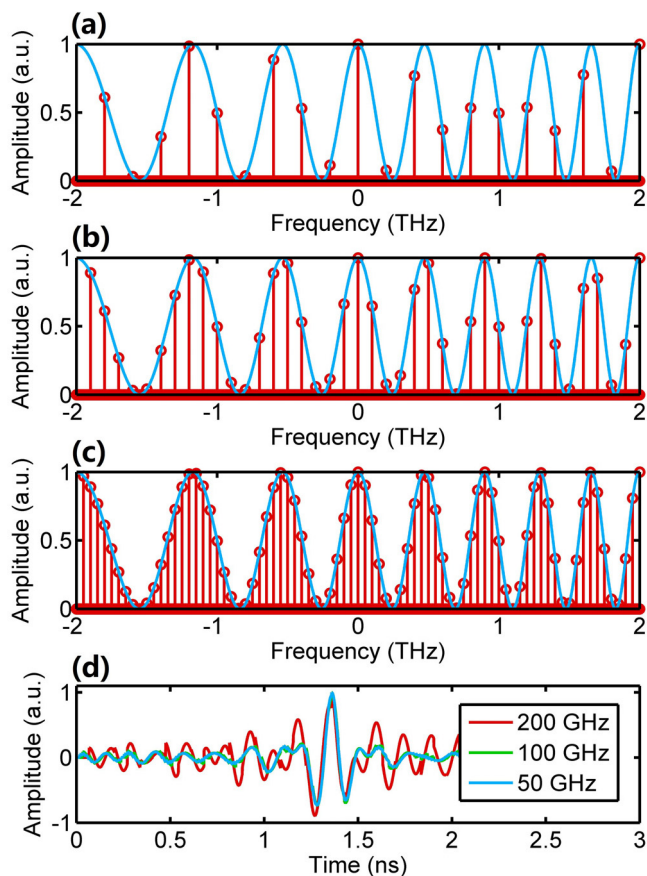 (a)
Amplitude (a.u.)
1
0.5
0
-2 -1 0 1 2
Frequency (THz)
(b)
Amplitude (a.u.)
1
0.5
0
-2 -1 0 1 2
Frequency (THz)
(c)
Amplitude (a.u.)
1
0.5
0
-2 -1 0 1 2
Frequency (THz)
(d)
Amplitude (a.u.)
1
0
-1
200 GHz
100 GHz
50 GHz
0 0.5 1 1.5 2 2.5 3
Time (ns)